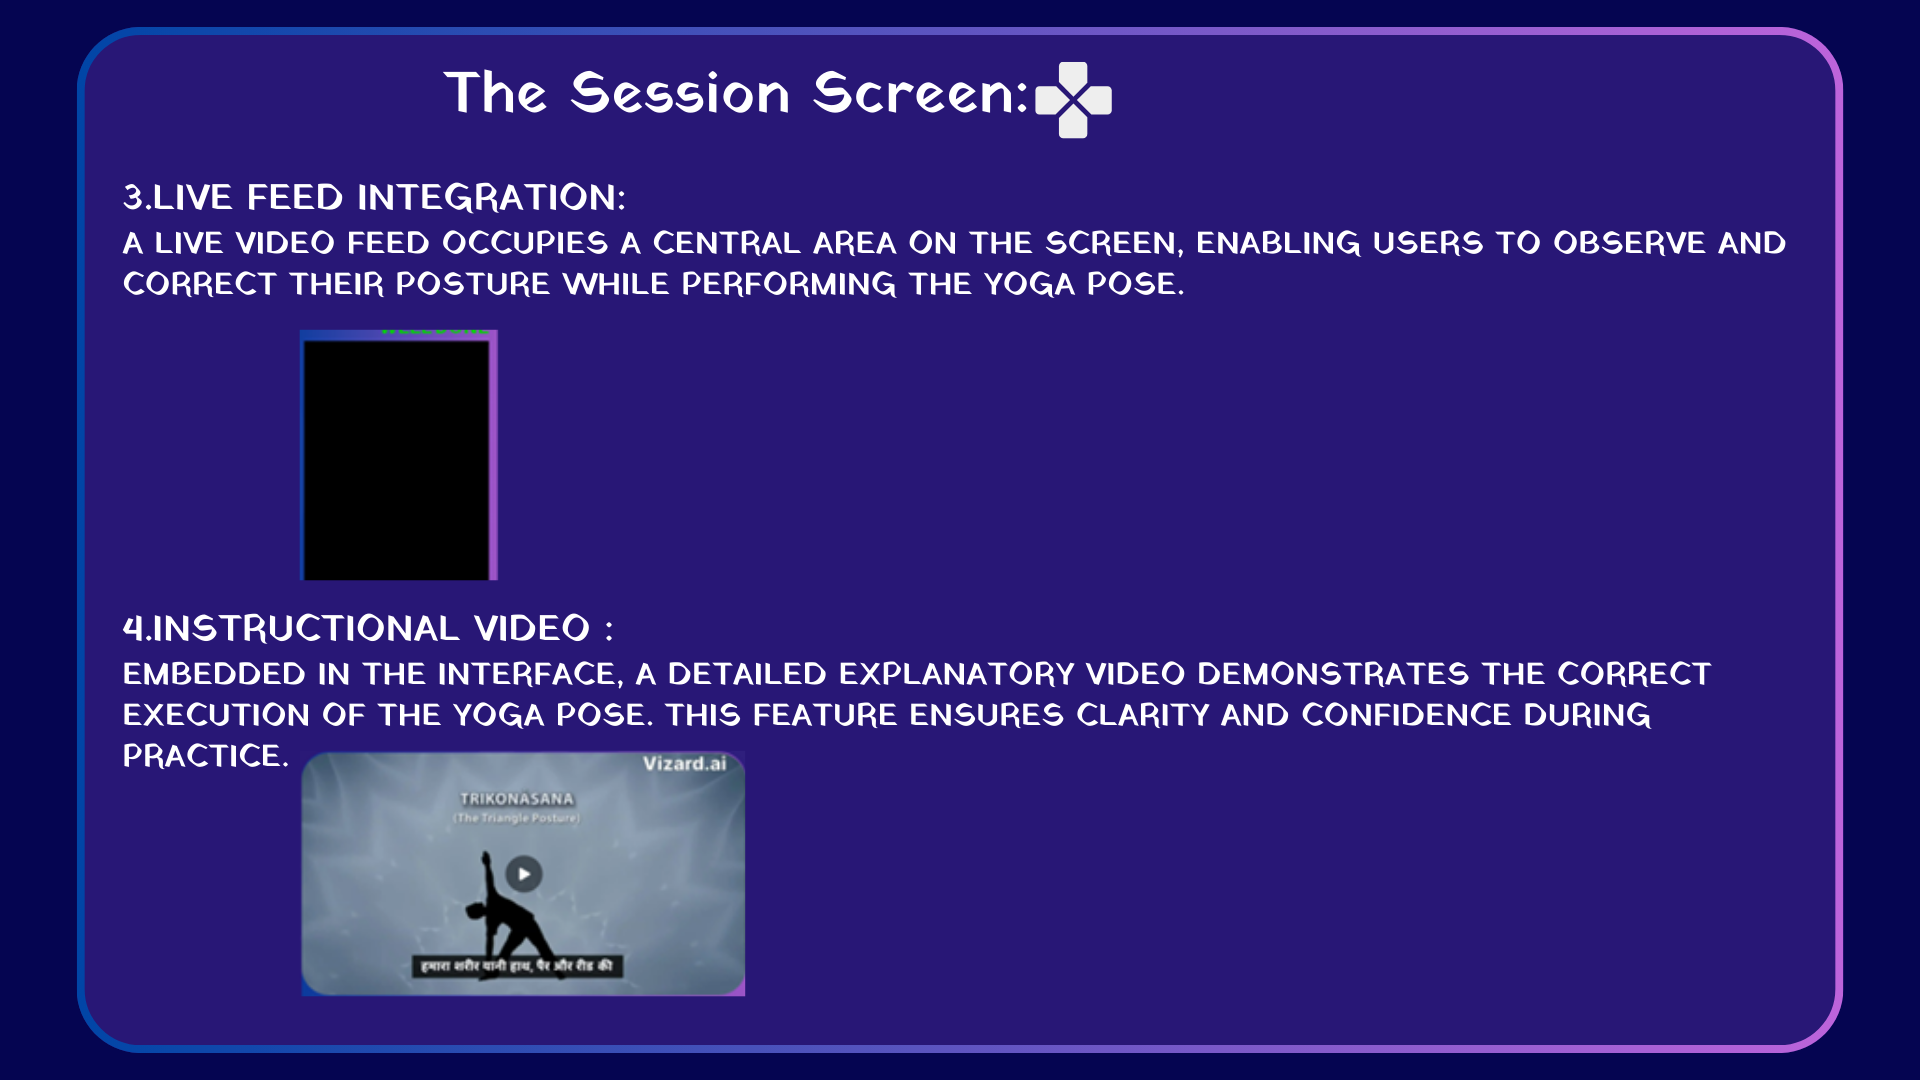 The Session Screen:
3.LIVE FEED INTEGRATION:
A LIVE VIDEO FEED OCCUPIES A CENTRAL AREA ON THE SCREEN, ENABLING USERS TO OBSERVE AND
CORRECT THEIR POSTURE WHILE PERFORMING THE YOGA POSE.
4.INSTRUCTIONAL VIDEO :
EMBEDDED IN THE INTERFACE, A DETAILED EXPLANATORY VIDEO DEMONSTRATES THE CORRECT
EXECUTION OF THE YOGA POSE. THIS FEATURE ENSURES CLARITY AND CONFIDENCE DURING
PRACTICE.
Vizard.ai
TRIKONASANA
(The Triangle Posture)
हमारा शरीर यानी हाथ, पैर और रीड की